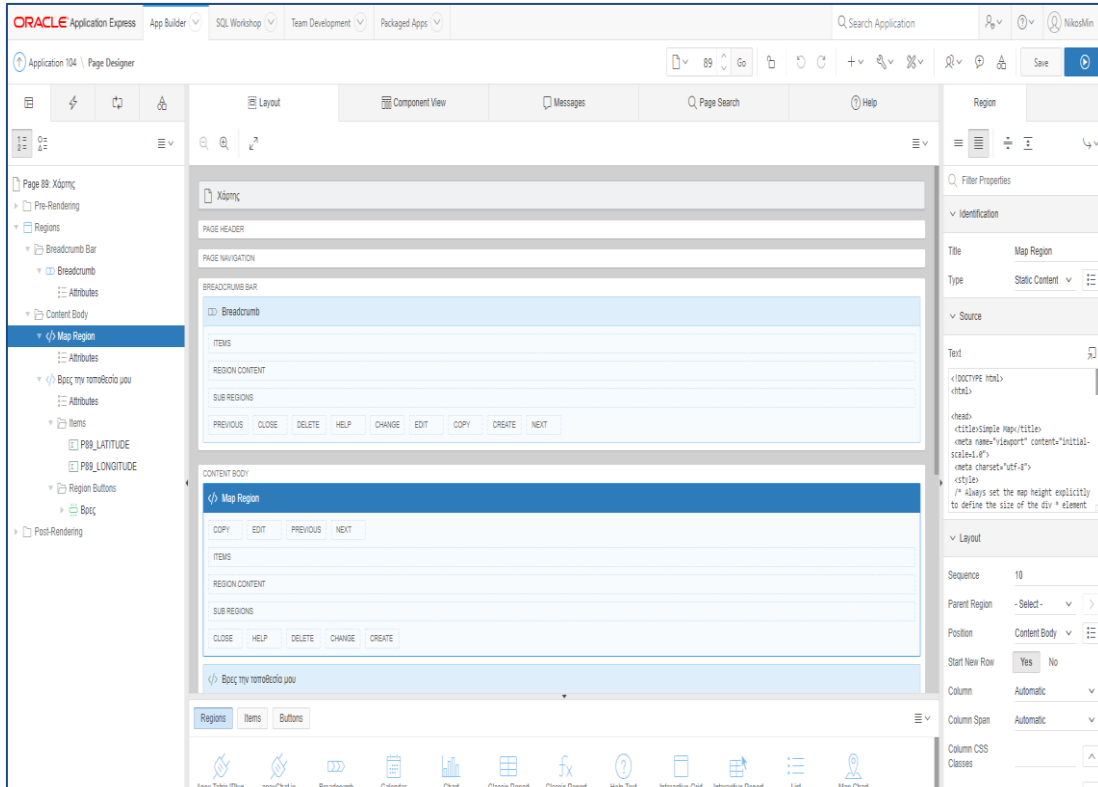 ORACLE Application Express App Builder SQL Workshop Team Development Packaged Apps Search Application NikosMin
Application 104 \ Page Designer 89 Go Save
Layout Component View Messages Page Search Help Region
Page 89: Χάρτης
Pre-Rendering
Regions
Breadcrumb Bar
Breadcrumb
Attributes
Content Body
</> Map Region
Attributes
</> Βρες την τοποθεσία μου
Attributes
Items
P89_LATITUDE
P89_LONGITUDE
Region Buttons
Βρες
Post-Rendering
Χάρτης
PAGE HEADER
PAGE NAVIGATION
BREADCRUMB BAR
Breadcrumb
ITEMS
REGION CONTENT
SUB REGIONS
PREVIOUS CLOSE DELETE HELP CHANGE EDIT COPY CREATE NEXT
CONTENT BODY
</> Map Region
COPY EDIT PREVIOUS NEXT
ITEMS
REGION CONTENT
SUB REGIONS
CLOSE HELP DELETE CHANGE CREATE
</> Βρες την τοποθεσία μου
Regions Items Buttons
Breadcrumb Calendar Chart Classic Report Classic Report Help Text Interactive Grid Interactive Report List Map Chart
Filter Properties
Identification
Title Map Region
Type Static Content
Source
Text
<!DOCTYPE html>
<html>
<head>
<title>Simple Map</title>
<meta name="viewport" content="initial-
scale=1.0">
<meta charset="utf-8">
<style>
/* Always set the map height explicitly
to define the size of the div * element
Layout
Sequence 10
Parent Region - Select -
Position Content Body
Start New Row Yes No
Column Automatic
Column Span Automatic
Column CSS
Classes